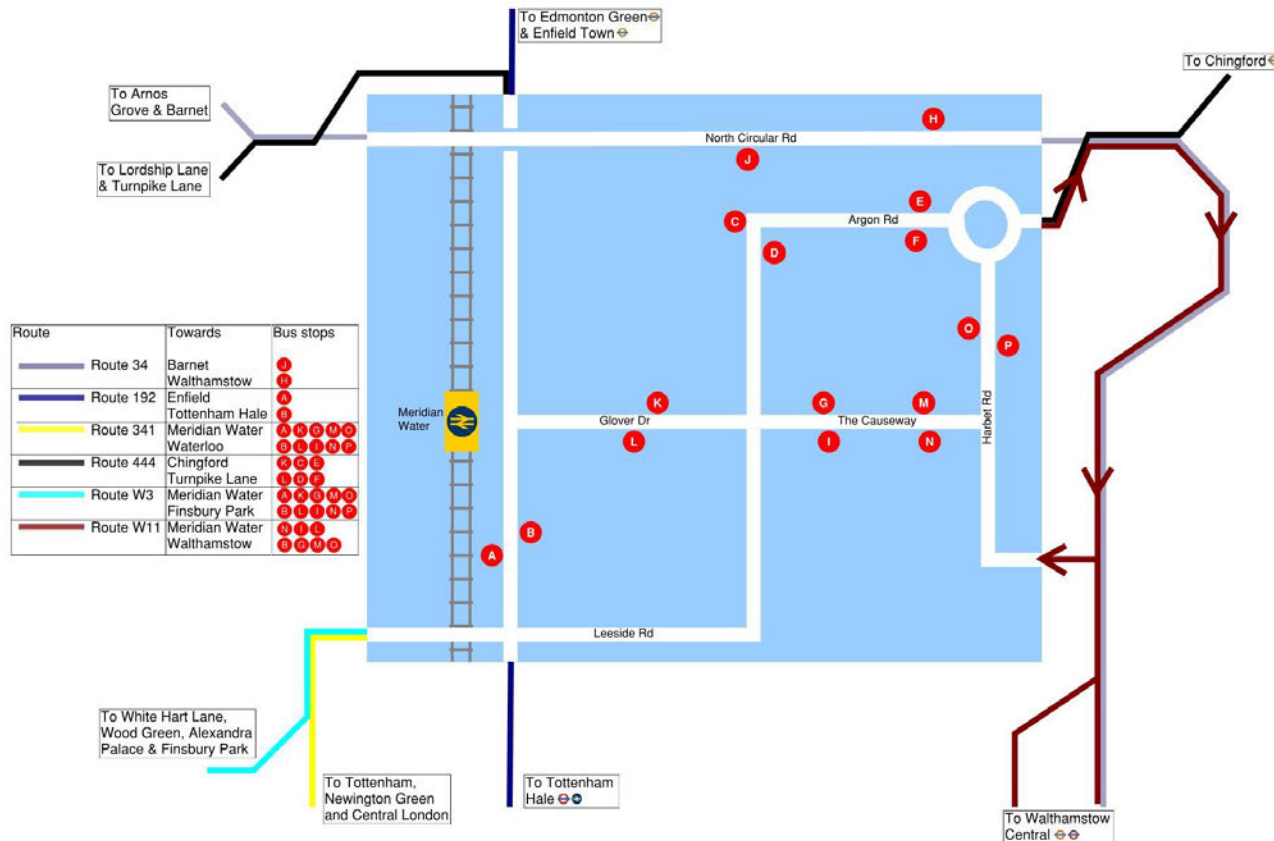 To Edmonton Green
& Enfield Town
To Chingford
To Arnos
Grove & Barnet
To Lordship Lane
& Turnpike Lane
H
North Circular Rd
J
E
C
Argon Rd
F
D
O
P
Harbet Rd
K
G
M
Meridian
Water
Glover Dr
The Causeway
L
I
N
B
A
Leeside Rd
Route Towards Bus stops
Route 34 Barnet J
Walthamstow H
Route 192 Enfield A
Tottenham Hale B
Route 341 Meridian Water A K G M O
Waterloo B L I N P
Route 444 Chingford K C E
Turnpike Lane L D F
Route W3 Meridian Water A K G M O
Finsbury Park B L I N P
Route W11 Meridian Water N I L
Walthamstow B G M O
To White Hart Lane,
Wood Green, Alexandra
Palace & Finsbury Park
To Tottenham,
Newington Green
and Central London
To Tottenham
Hale
To Walthamstow
Central